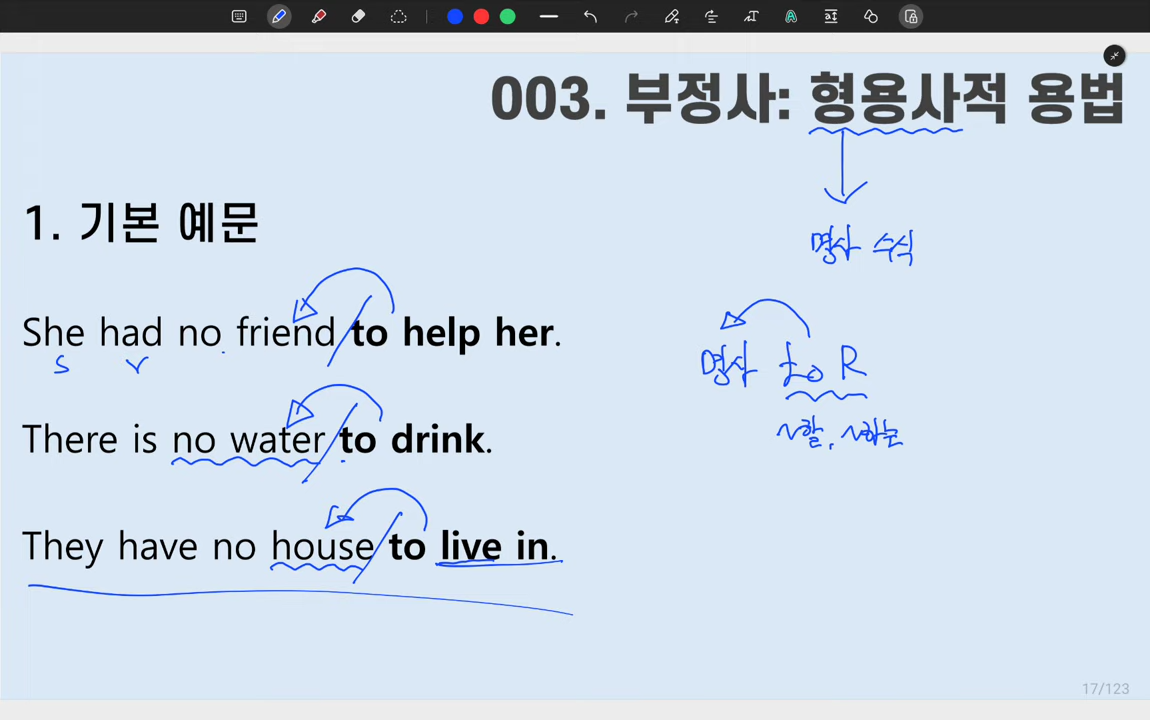 003. 부정사: 형용사적 용법
명사 수식
1. 기본 예문
She had no friend to help her.
S V
명사 to R
~할, ~하는
There is no water to drink.
They have no house to live in.
17/123